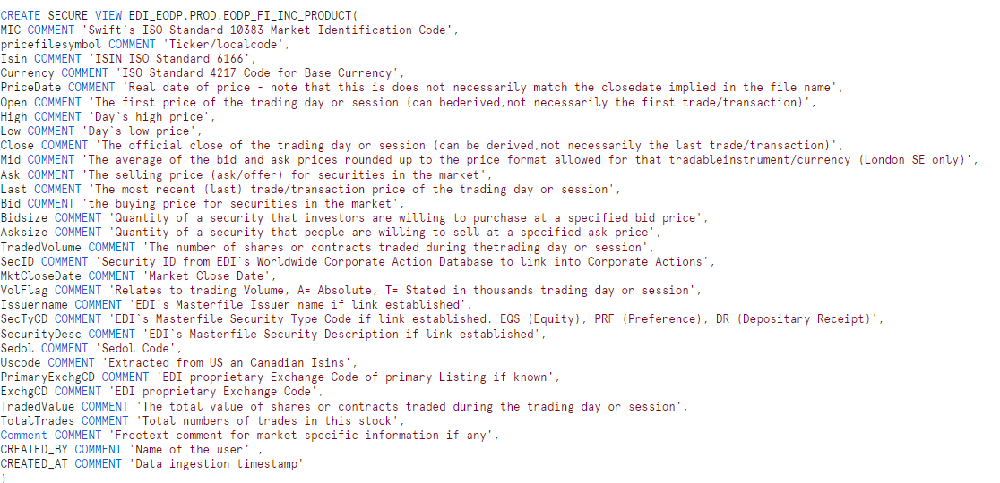 CREATE SECURE VIEW EDI_EODP.PROD.EODP_FI_INC_PRODUCT(
MIC COMMENT 'Swift`s ISO Standard 10383 Market Identification Code',
pricefilesymbol COMMENT 'Ticker/localcode',
Isin COMMENT 'ISIN ISO Standard 6166',
Currency COMMENT 'ISO Standard 4217 Code for Base Currency',
PriceDate COMMENT 'Real date of price - note that this is does not necessarily match the closedate implied in the file name',
Open COMMENT 'The first price of the trading day or session (can bederived,not necessarily the first trade/transaction)',
High COMMENT 'Day`s high price',
Low COMMENT 'Day`s low price',
Close COMMENT 'The official close of the trading day or session (can be derived,not necessarily the last trade/transaction)',
Mid COMMENT 'The average of the bid and ask prices rounded up to the price format allowed for that tradableinstrument/currency (London SE only)',
Ask COMMENT 'The selling price (ask/offer) for securities in the market',
Last COMMENT 'The most recent (last) trade/transaction price of the trading day or session',
Bid COMMENT 'the buying price for securities in the market',
Bidsize COMMENT 'Quantity of a security that investors are willing to purchase at a specified bid price',
Asksize COMMENT 'Quantity of a security that people are willing to sell at a specified ask price',
TradedVolume COMMENT 'The number of shares or contracts traded during thetrading day or session',
SecID COMMENT 'Security ID from EDI`s Worldwide Corporate Action Database to link into Corporate Actions',
MktCloseDate COMMENT 'Market Close Date',
VolFlag COMMENT 'Relates to trading Volume, A= Absolute, T= Stated in thousands trading day or session',
Issuername COMMENT 'EDI`s Masterfile Issuer name if link established',
SecTyCD COMMENT 'EDI`s Masterfile Security Type Code if link established. EQS (Equity), PRF (Preference), DR (Depositary Receipt)',
SecurityDesc COMMENT 'EDI`s Masterfile Security Description if link established',
Sedol COMMENT 'Sedol Code',
Uscode COMMENT 'Extracted from US an Canadian Isins',
PrimaryExchgCD COMMENT 'EDI proprietary Exchange Code of primary Listing if known',
ExchgCD COMMENT 'EDI proprietary Exchange Code',
TradedValue COMMENT 'The total value of shares or contracts traded during the trading day or session',
TotalTrades COMMENT 'Total numbers of trades in this stock',
Comment COMMENT 'Freetext comment for market specific information if any',
CREATED_BY COMMENT 'Name of the user' ,
CREATED_AT COMMENT 'Data ingestion timestamp'
)